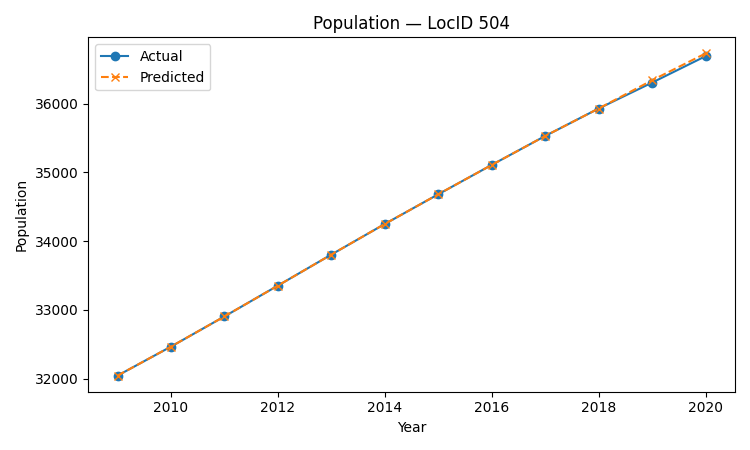 Population — LocID 504
Actual
Predicted
Population
36000
35000
34000
33000
32000
2010 2012 2014 2016 2018 2020
Year